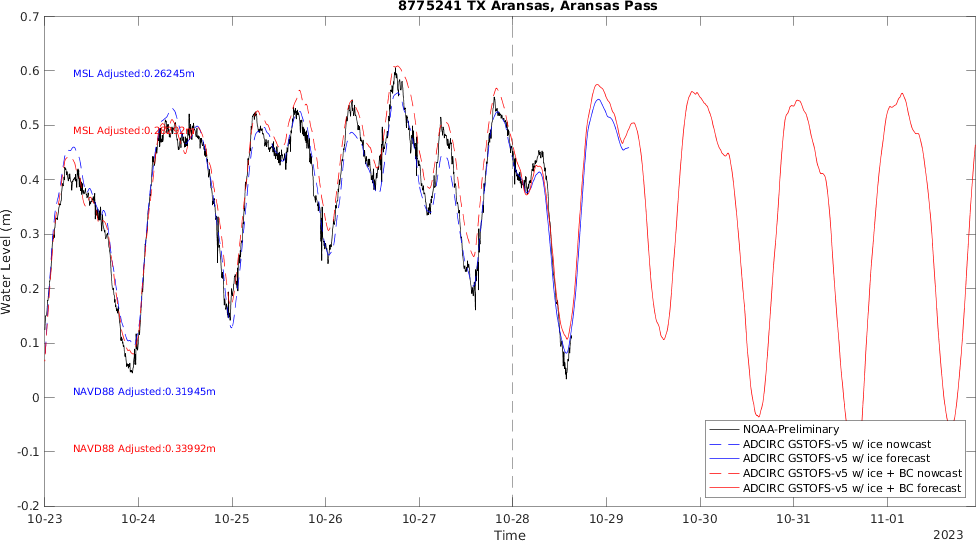 8775241 TX Aransas, Aransas Pass
Water Level (m)
0.7
0.6
0.5
0.4
0.3
0.2
0.1
0
-0.1
-0.2
MSL Adjusted:0.26245m
MSL
NAVD88 Adjusted:0.31945m
NAVD88 Adjusted:0.33992m
NOAA-Preliminary
ADCIRC GSTOFS-v5 w/ ice nowcast
ADCIRC GSTOFS-v5 w/ ice forecast
ADCIRC GSTOFS-v5 w/ ice + BC nowcast
ADCIRC GSTOFS-v5 w/ ice + BC forecast
10-23 10-24 10-25 10-26 10-27 10-28 10-29 10-30 10-31 11-01
Time
2023